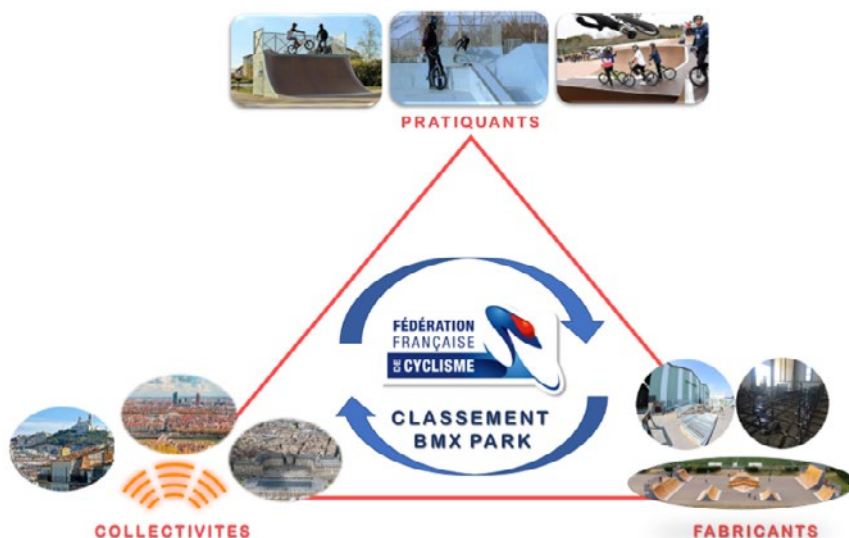 PRATIQUANTS
FÉDÉRATION
FRANÇAISE
DE CYCLISME
CLASSEMENT
BMX PARK
COLLECTIVITES
FABRICANTS